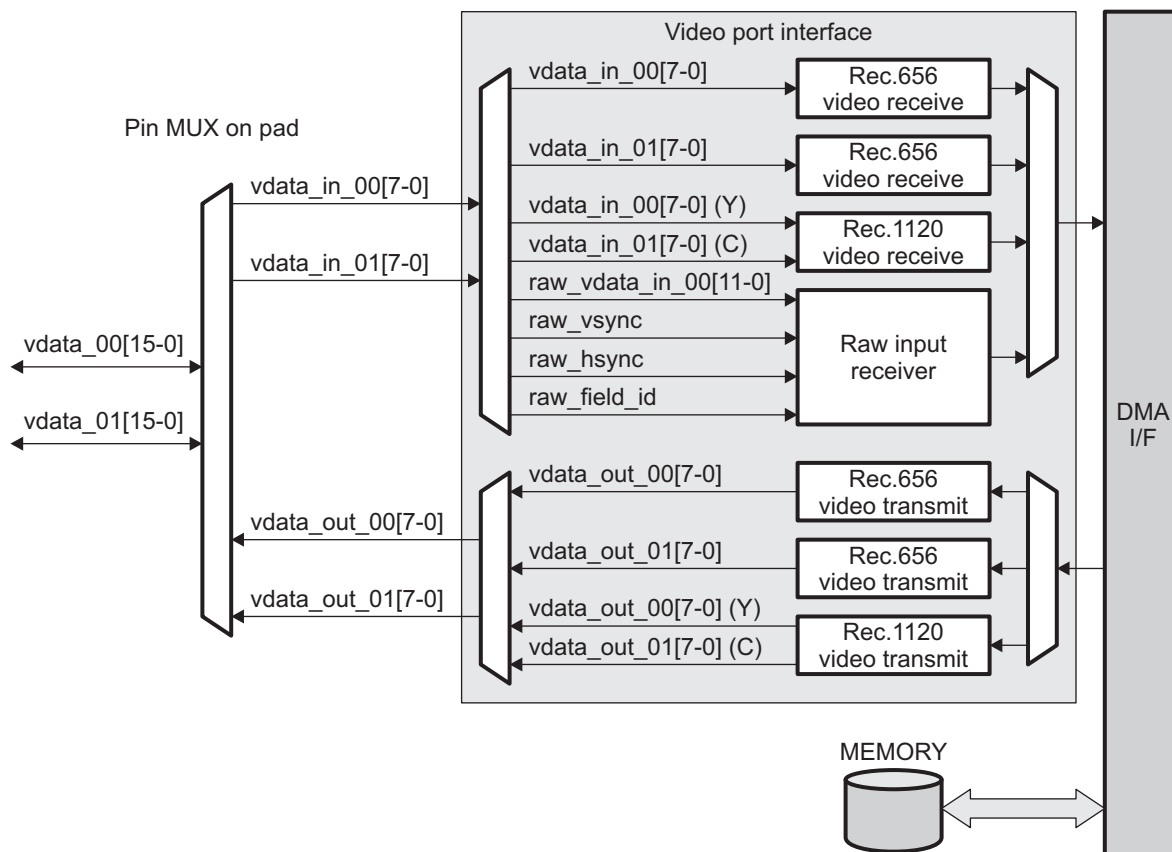 Video port interface
Pin MUX on pad
vdata_in_00[7-0]
vdata_in_01[7-0]
vdata_00[15-0]
vdata_01[15-0]
vdata_out_00[7-0]
vdata_out_01[7-0]
vdata_in_00[7-0]
vdata_in_01[7-0]
vdata_in_00[7-0] (Y)
vdata_in_01[7-0] (C)
raw_vdata_in_00[11-0]
raw_vsync
raw_hsync
raw_field_id
Rec.656
video receive
Rec.656
video receive
Rec.1120
video receive
Raw input
receiver
vdata_out_00[7-0]
vdata_out_01[7-0]
vdata_out_00[7-0] (Y)
vdata_out_01[7-0] (C)
Rec.656
video transmit
Rec.656
video transmit
Rec.1120
video transmit
DMA
I/F
MEMORY